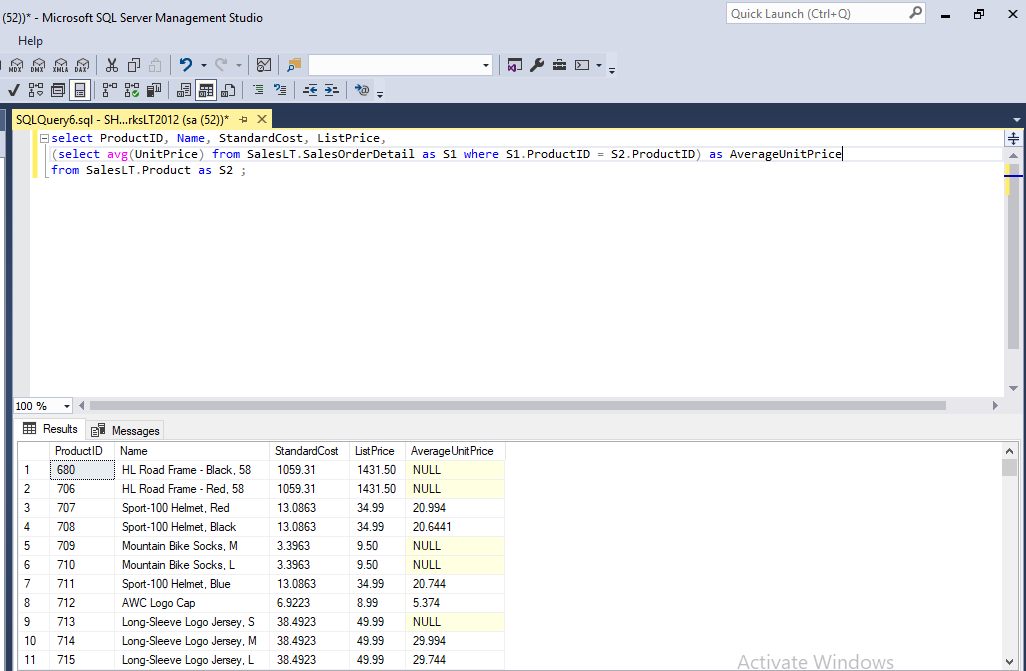 (52))* - Microsoft SQL Server Management Studio
Quick Launch (Ctrl+Q)
Help
MDX DMX XMLA DAX
SQLQuery6.sql - SH...rksLT2012 (sa (52))*
select ProductID, Name, StandardCost, ListPrice,
(select avg(UnitPrice) from SalesLT.SalesOrderDetail as S1 where S1.ProductID = S2.ProductID) as AverageUnitPrice
from SalesLT.Product as S2 ;
100 %
Results Messages
ProductID Name StandardCost ListPrice AverageUnitPrice
1 680 HL Road Frame - Black, 58 1059.31 1431.50 NULL
2 706 HL Road Frame - Red, 58 1059.31 1431.50 NULL
3 707 Sport-100 Helmet, Red 13.0863 34.99 20.994
4 708 Sport-100 Helmet, Black 13.0863 34.99 20.6441
5 709 Mountain Bike Socks, M 3.3963 9.50 NULL
6 710 Mountain Bike Socks, L 3.3963 9.50 NULL
7 711 Sport-100 Helmet, Blue 13.0863 34.99 20.744
8 712 AWC Logo Cap 6.9223 8.99 5.374
9 713 Long-Sleeve Logo Jersey, S 38.4923 49.99 NULL
10 714 Long-Sleeve Logo Jersey, M 38.4923 49.99 29.994
11 715 Long-Sleeve Logo Jersey, L 38.4923 49.99 29.744
Activate Windows